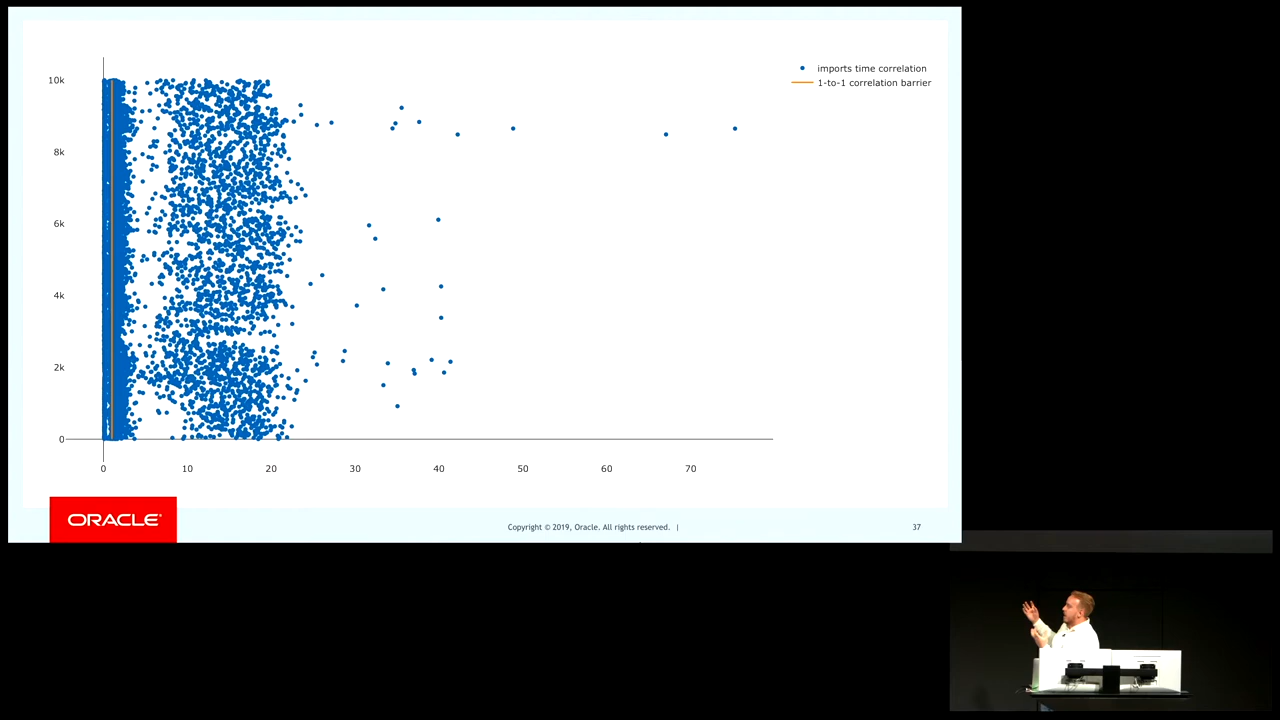 imports time correlation
1-to-1 correlation barrier
10k
8k
6k
4k
2k
0
0 10 20 30 40 50 60 70
ORACLE®
Copyright © 2019, Oracle. All rights reserved. |
37